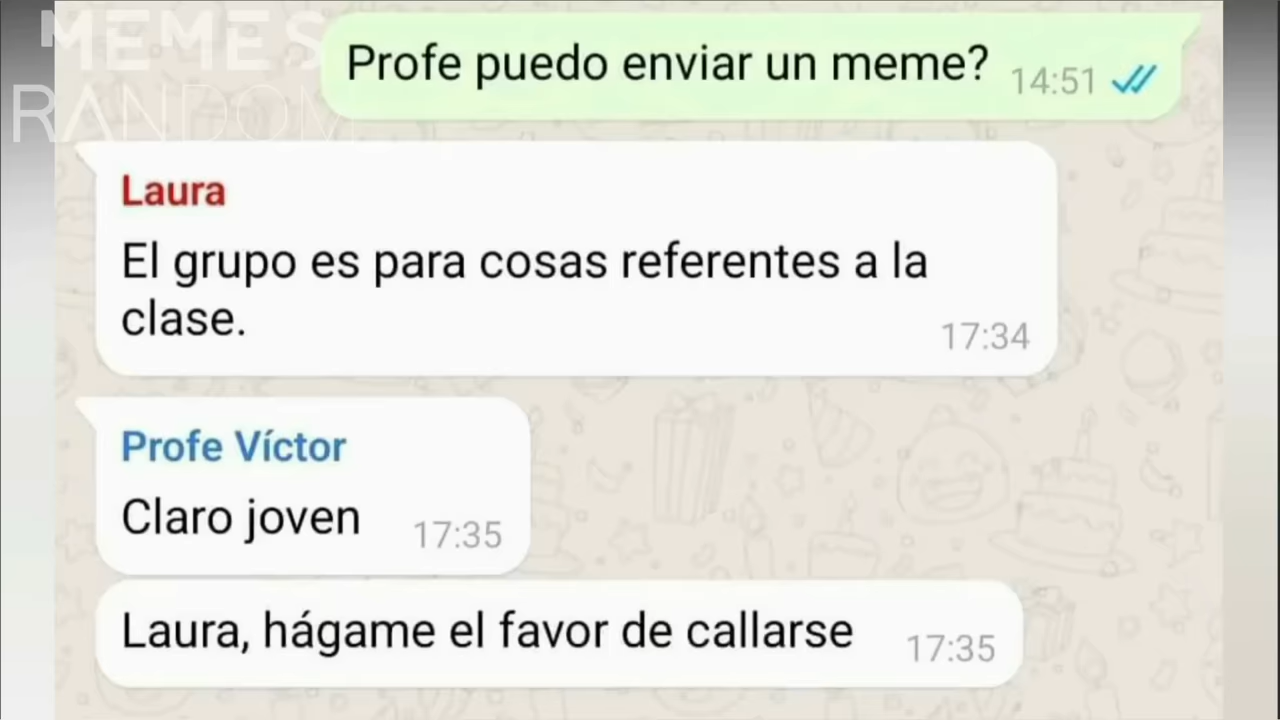 MEMES
RANDOM
Profe puedo enviar un meme? 14:51
Laura
El grupo es para cosas referentes a la
clase.
17:34
Profe Víctor
Claro joven 17:35
Laura, hágame el favor de callarse 17:35